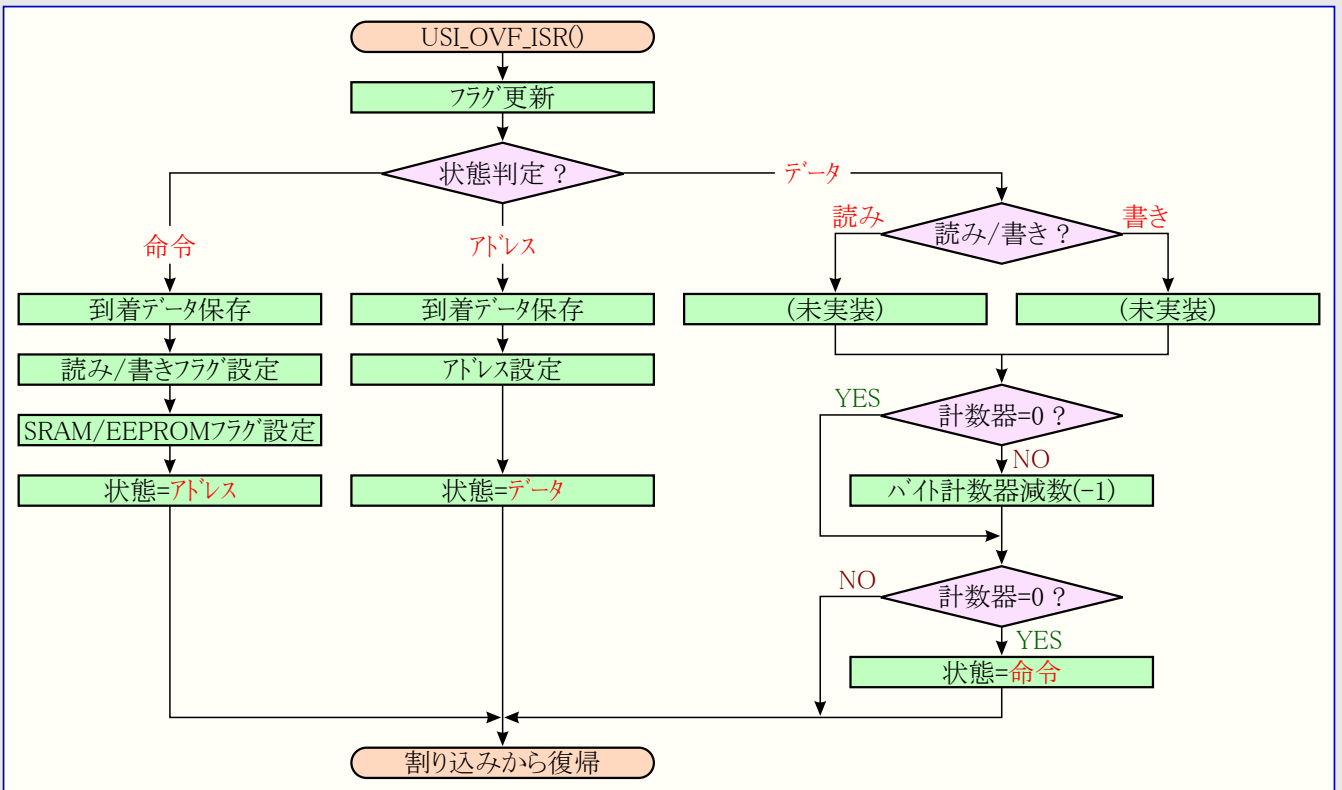 USI_OVF_ISR()
フラグ更新
状態判定 ?
データ
読み
読み/書き ?
書き
命令
アドレス
到着データ保存
到着データ保存
(未実装)
(未実装)
読み/書きフラグ設定
アドレス設定
YES
計数器=0 ?
SRAM/EEPROMフラグ設定
NO
状態=アドレス
状態=データ
バイト計数器減数(-1)
NO
計数器=0 ?
YES
状態=命令
割り込みから復帰